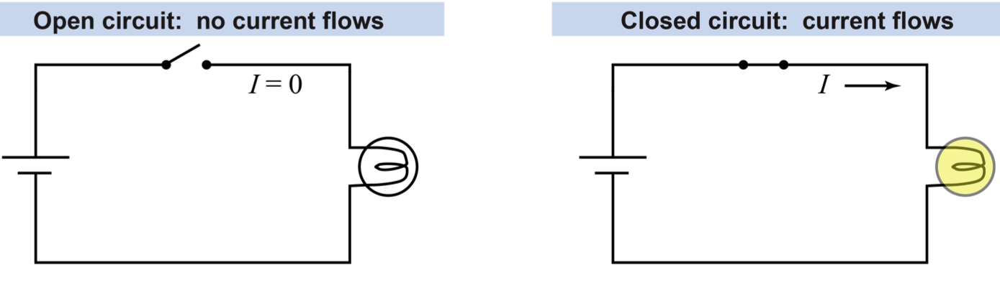 Open circuit: no current flows
Closed circuit: current flows
I = 0
I